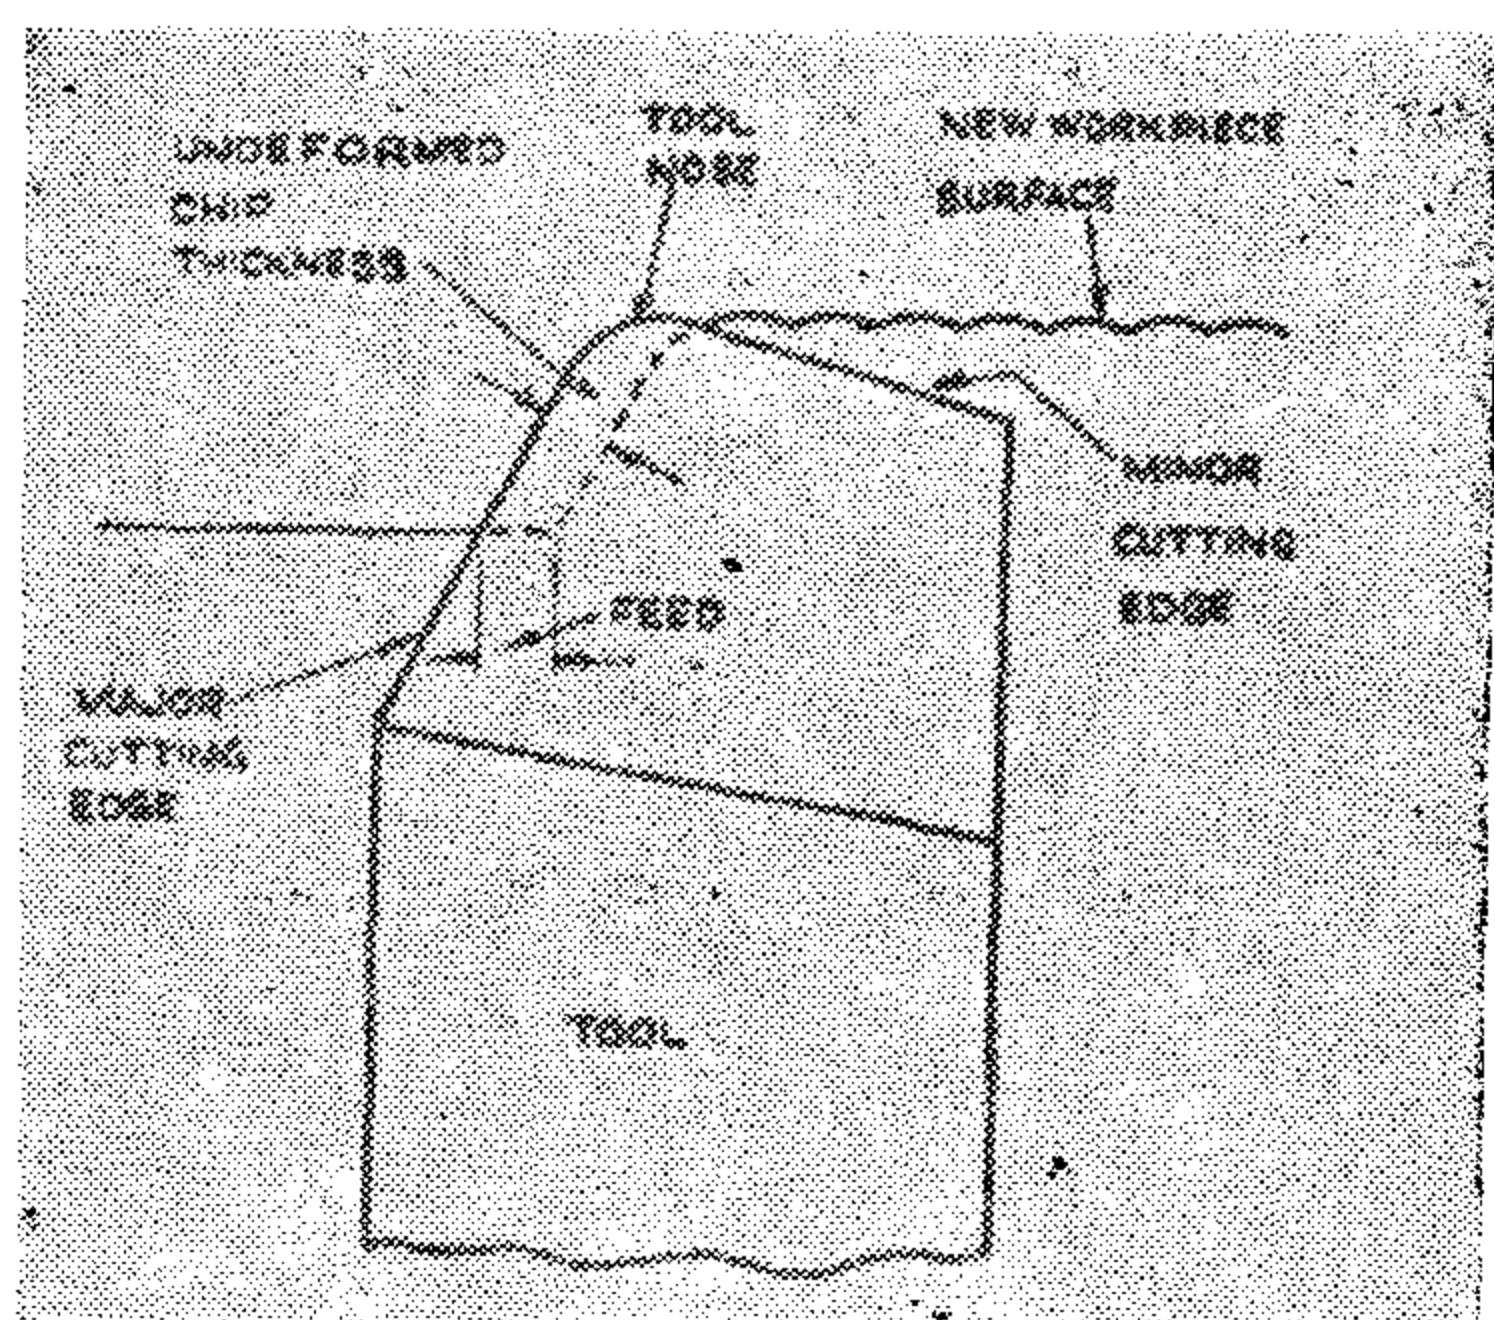 UNDEFORMED
CHIP
THICKNESS
TOOL
NOSE
NEW WORKPIECE
SURFACE
MINOR
CUTTING
EDGE
FEED
MAJOR
CUTTING
EDGE
TOOL